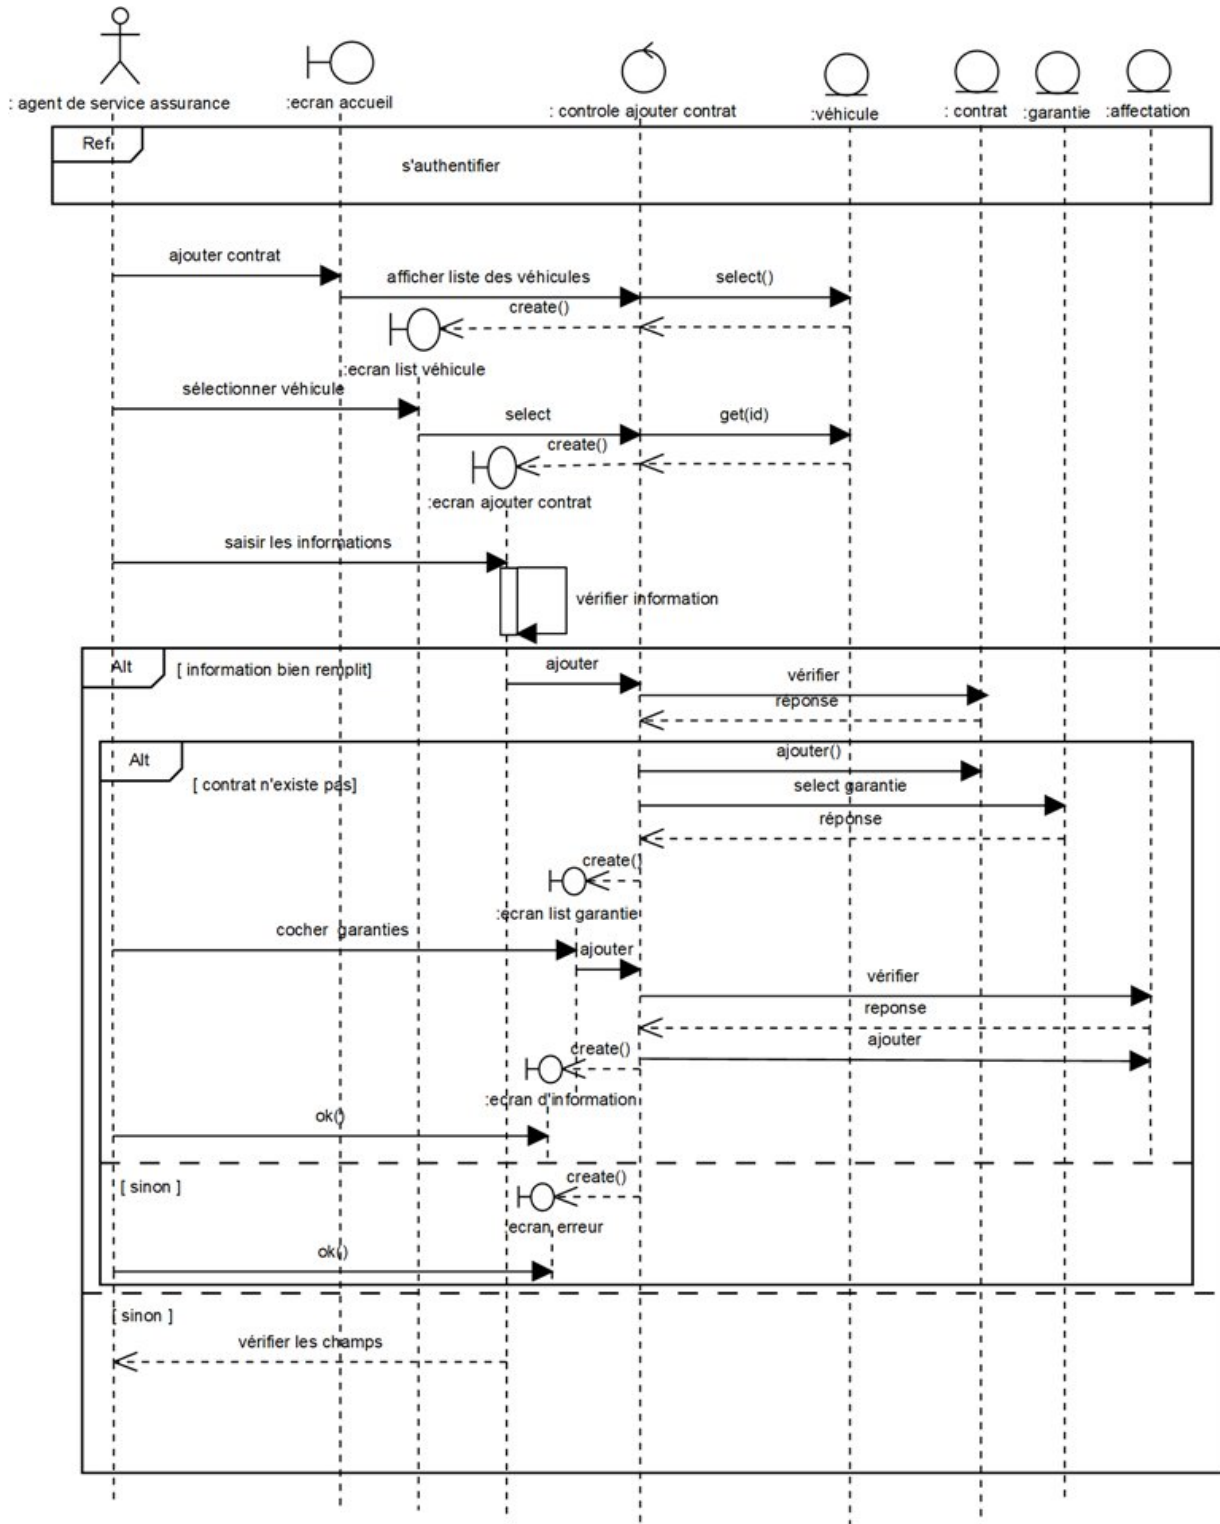 : agent de service assurance
:ecran accueil
: controle ajouter contrat
:véhicule
: contrat
:garantie
:affectation
Ref
s'authentifier
ajouter contrat
afficher liste des véhicules
select()
create()
:ecran list véhicule
sélectionner véhicule
select
get(id)
create()
:ecran ajouter contrat
saisir les informations
vérifier information
Alt
[ information bien remplit]
ajouter
vérifier
réponse
Alt
[ contrat n'existe pas]
ajouter()
select garantie
réponse
create()
:ecran list garantie
cocher garanties
ajouter
vérifier
reponse
ajouter
create()
:ecran d'information
ok()
[ sinon ]
create()
:ecran erreur
ok()
[ sinon ]
vérifier les champs